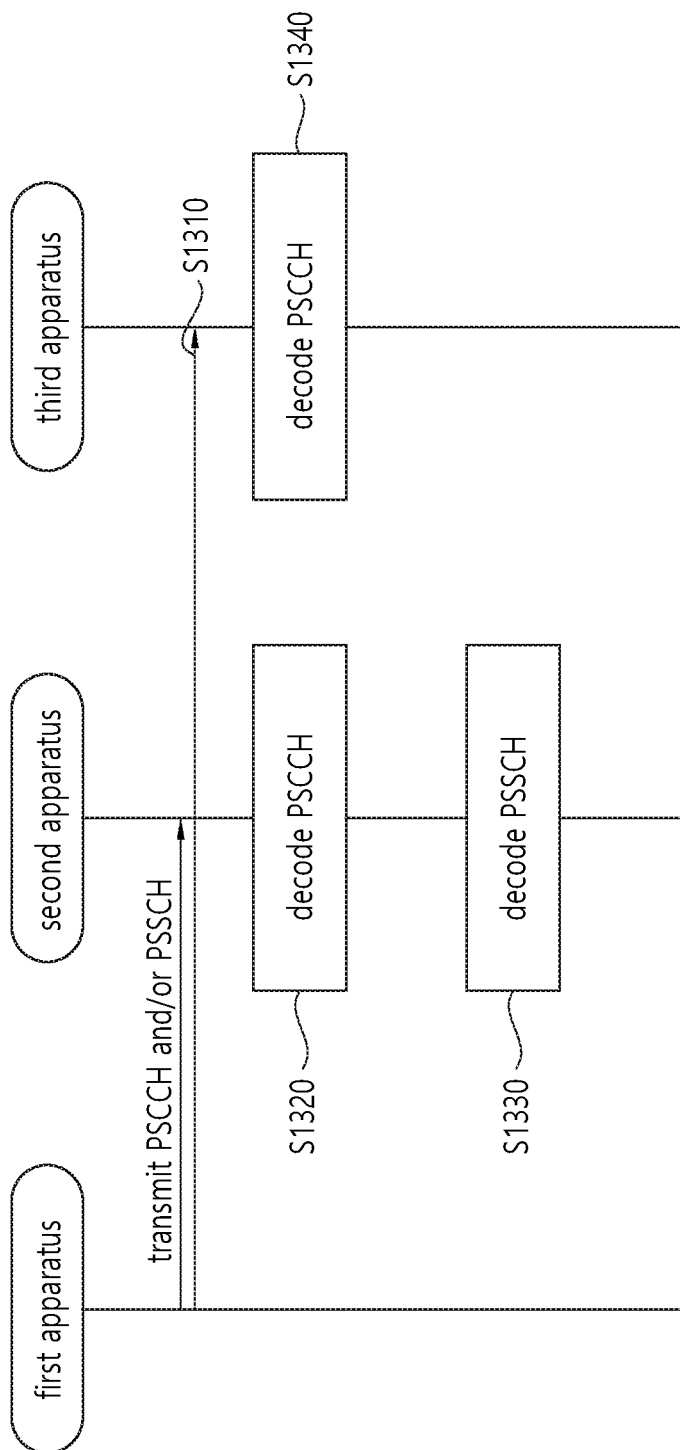 first apparatus
second apparatus
third apparatus
transmit PSCCH and/or PSSCH
S1310
S1320
decode PSCCH
decode PSCCH
S1340
S1330
decode PSSCH